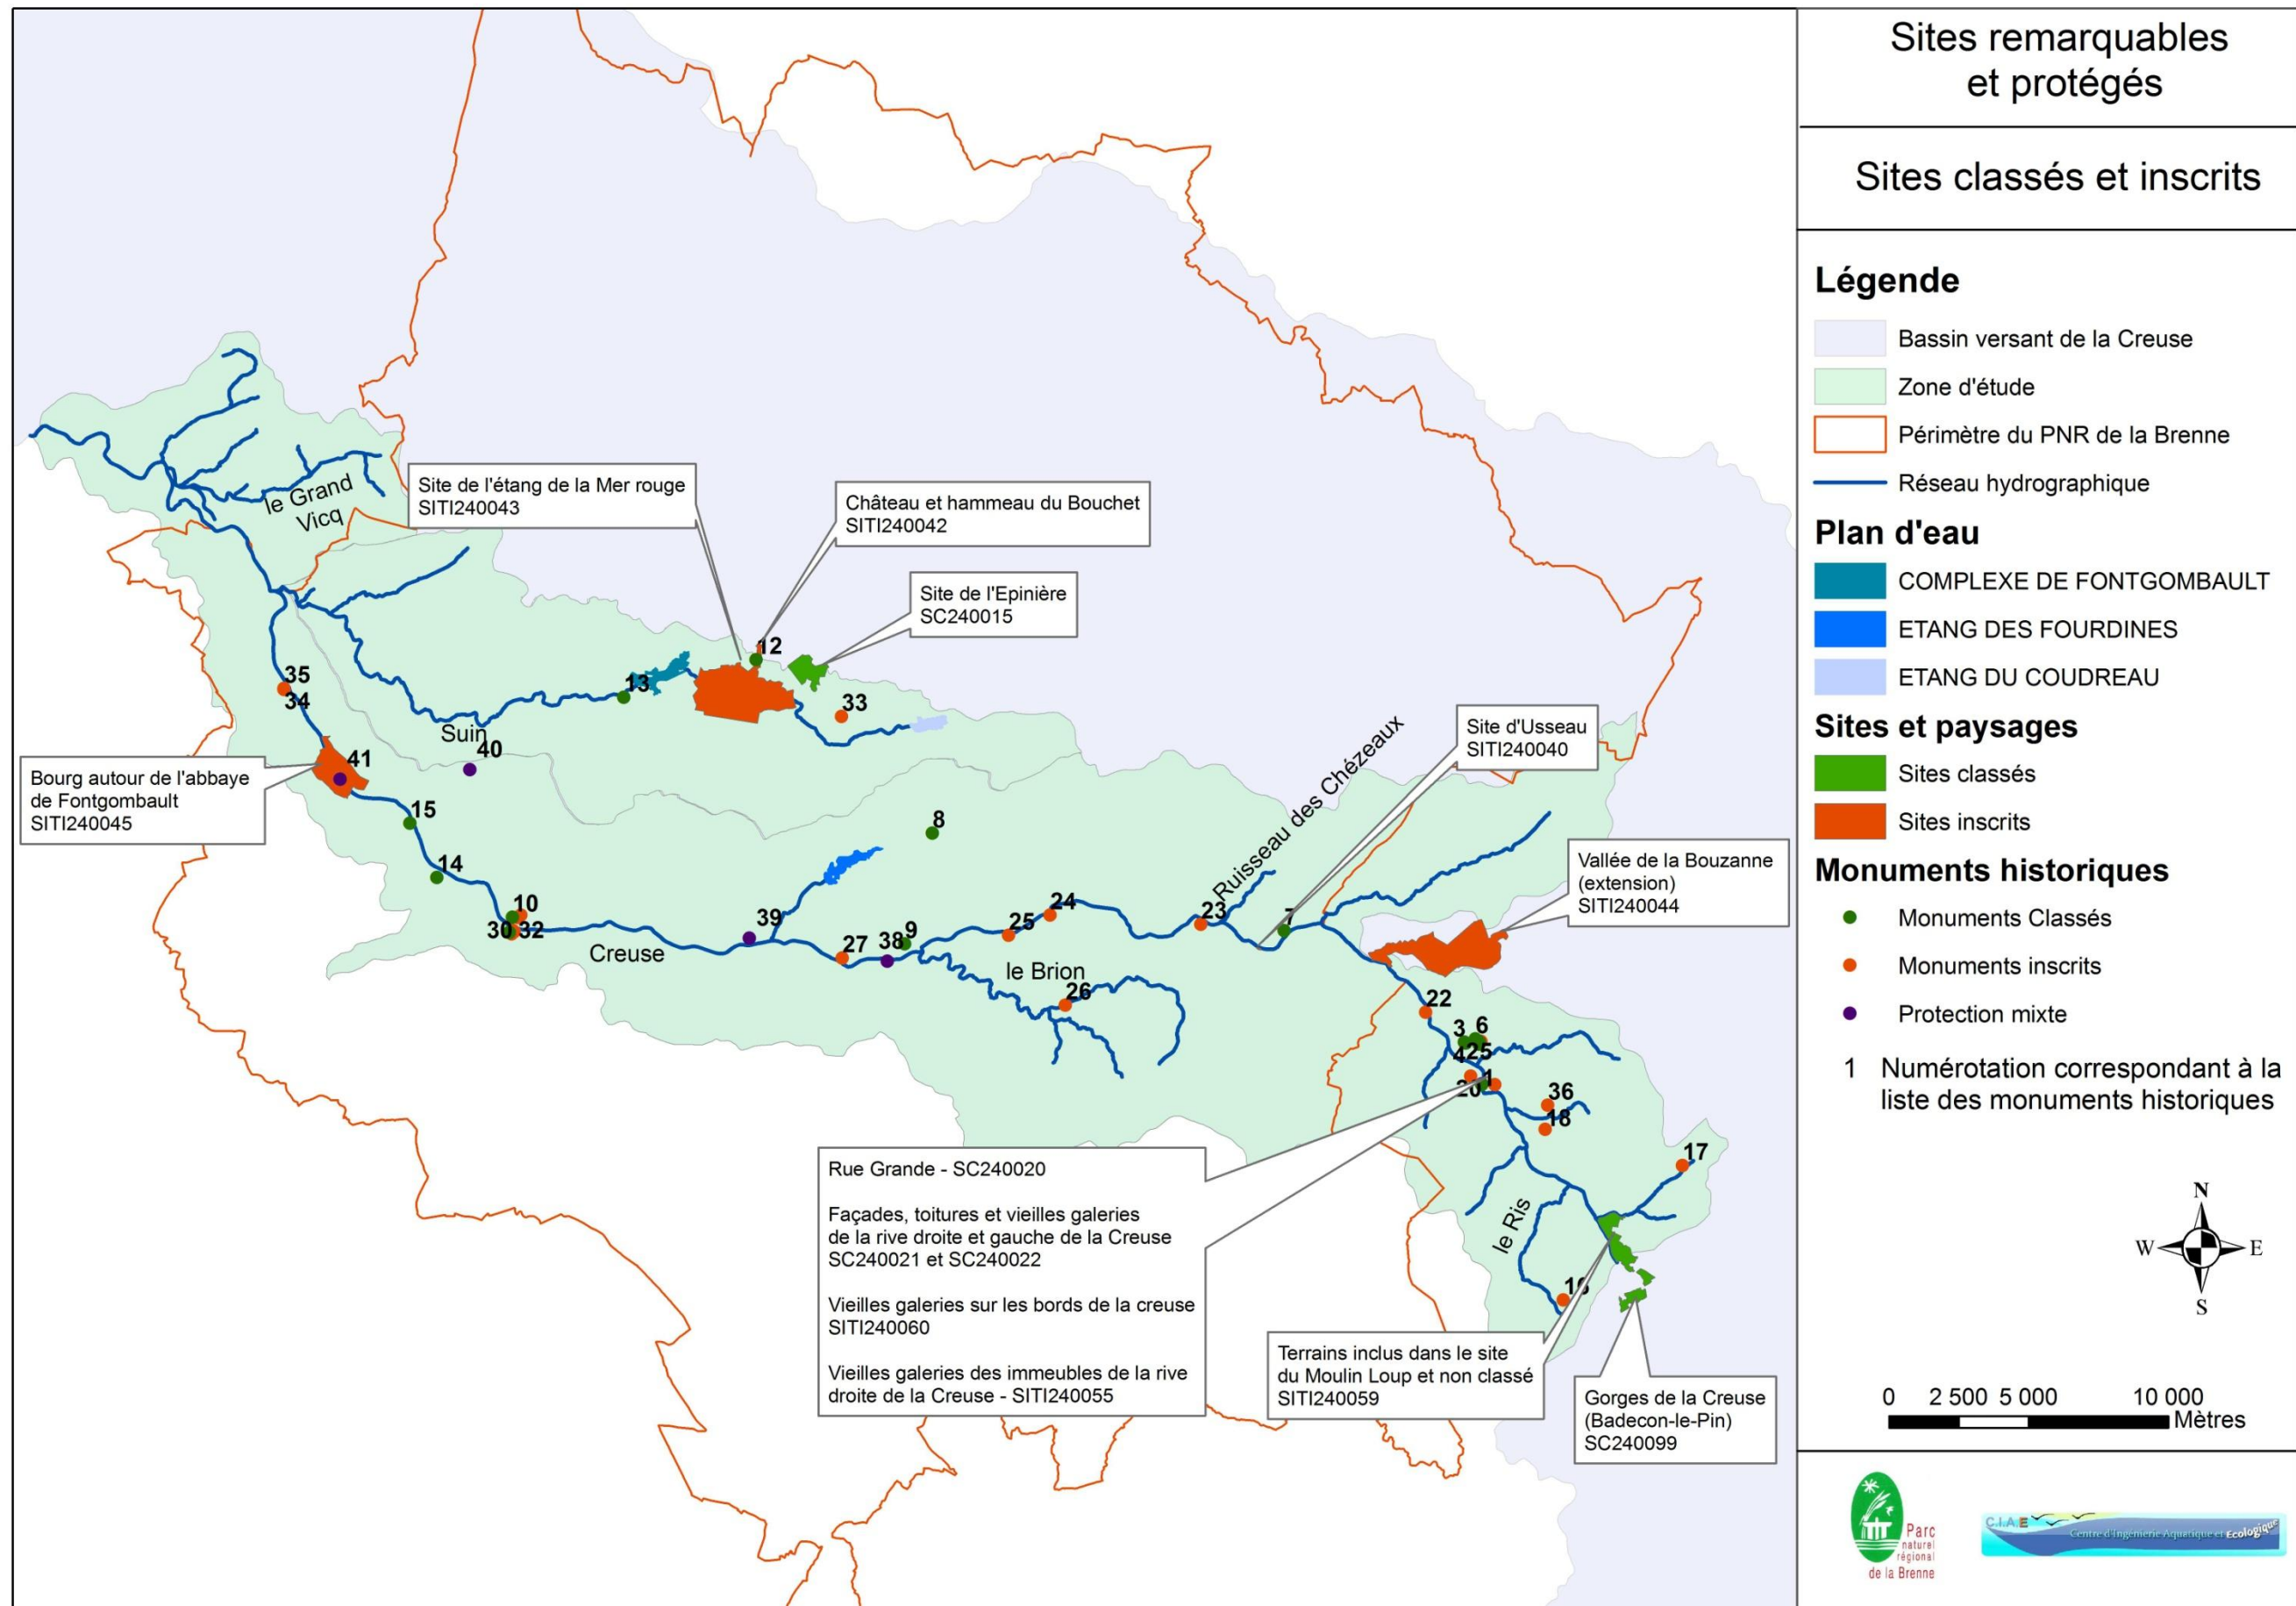 Sites remarquables
et protégés
Sites classés et inscrits
Légende
Bassin versant de la Creuse
Zone d'étude
Périmètre du PNR de la Brenne
Réseau hydrographique
Plan d'eau
COMPLEXE DE FONTGOMBAULT
ETANG DES FOURDINES
ETANG DU COUDREAU
Sites et paysages
Sites classés
Sites inscrits
Monuments historiques
Monuments Classés
Monuments inscrits
Protection mixte
1 Numérotation correspondant à la
liste des monuments historiques
N
W E
S
0 2 500 5 000 10 000
Mètres
Parc
naturel
régional
de la Brenne
C.I.A.E
Centre d'Ingénierie Aquatique et Ecologique
le Grand
Vicq
Site de l'étang de la Mer rouge
SITI240043
Château et hammeau du Bouchet
SITI240042
Site de l'Epinière
SC240015
12
13
33
35
34
Suin
40
41
Bourg autour de l'abbaye
de Fontgombault
SITI240045
Site d'Usseau
SITI240040
Ruisseau des Chézeaux
15
8
14
Vallée de la Bouzanne
(extension)
SITI240044
10
30 32
Creuse
39
27
38 9
25
24
23
7
le Brion
26
22
3 6
425
20 1
36
18
17
le Ris
16
Rue Grande - SC240020
Façades, toitures et vieilles galeries
de la rive droite et gauche de la Creuse
SC240021 et SC240022
Vieilles galeries sur les bords de la creuse
SITI240060
Vieilles galeries des immeubles de la rive
droite de la Creuse - SITI240055
Terrains inclus dans le site
du Moulin Loup et non classé
SITI240059
Gorges de la Creuse
(Badecon-le-Pin)
SC240099